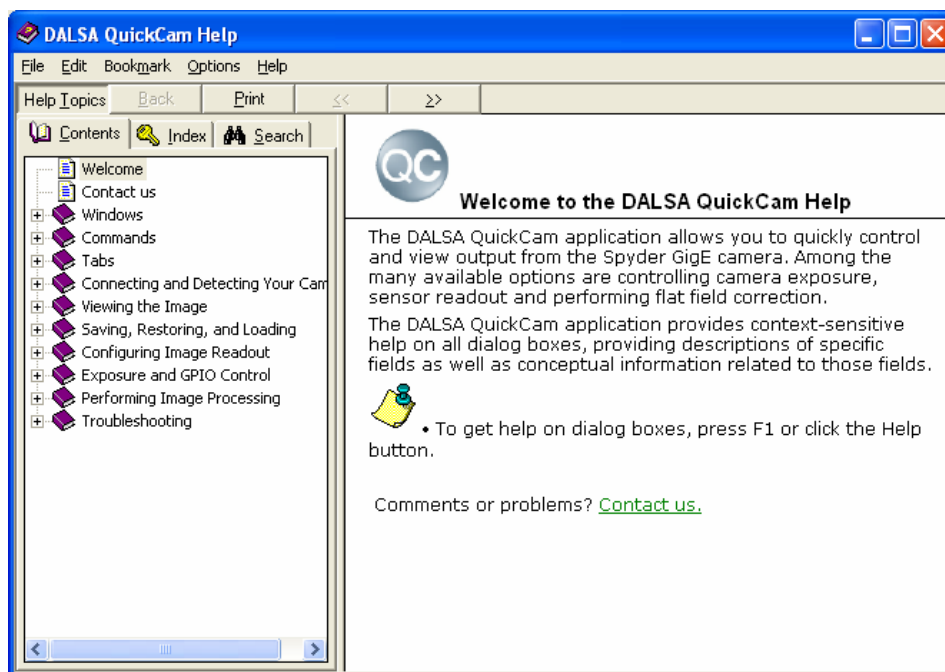 DALSA QuickCam Help
File Edit Bookmark Options Help
Help Topics Back Print << >>
Contents Index Search
Welcome
Contact us
Windows
Commands
Tabs
Connecting and Detecting Your Cam
Viewing the Image
Saving, Restoring, and Loading
Configuring Image Readout
Exposure and GPIO Control
Performing Image Processing
Troubleshooting
QC
Welcome to the DALSA QuickCam Help
The DALSA QuickCam application allows you to quickly control
and view output from the Spyder GigE camera. Among the
many available options are controlling camera exposure,
sensor readout and performing flat field correction.
The DALSA QuickCam application provides context-sensitive
help on all dialog boxes, providing descriptions of specific
fields as well as conceptual information related to those fields.
• To get help on dialog boxes, press F1 or click the Help
button.
Comments or problems? Contact us.